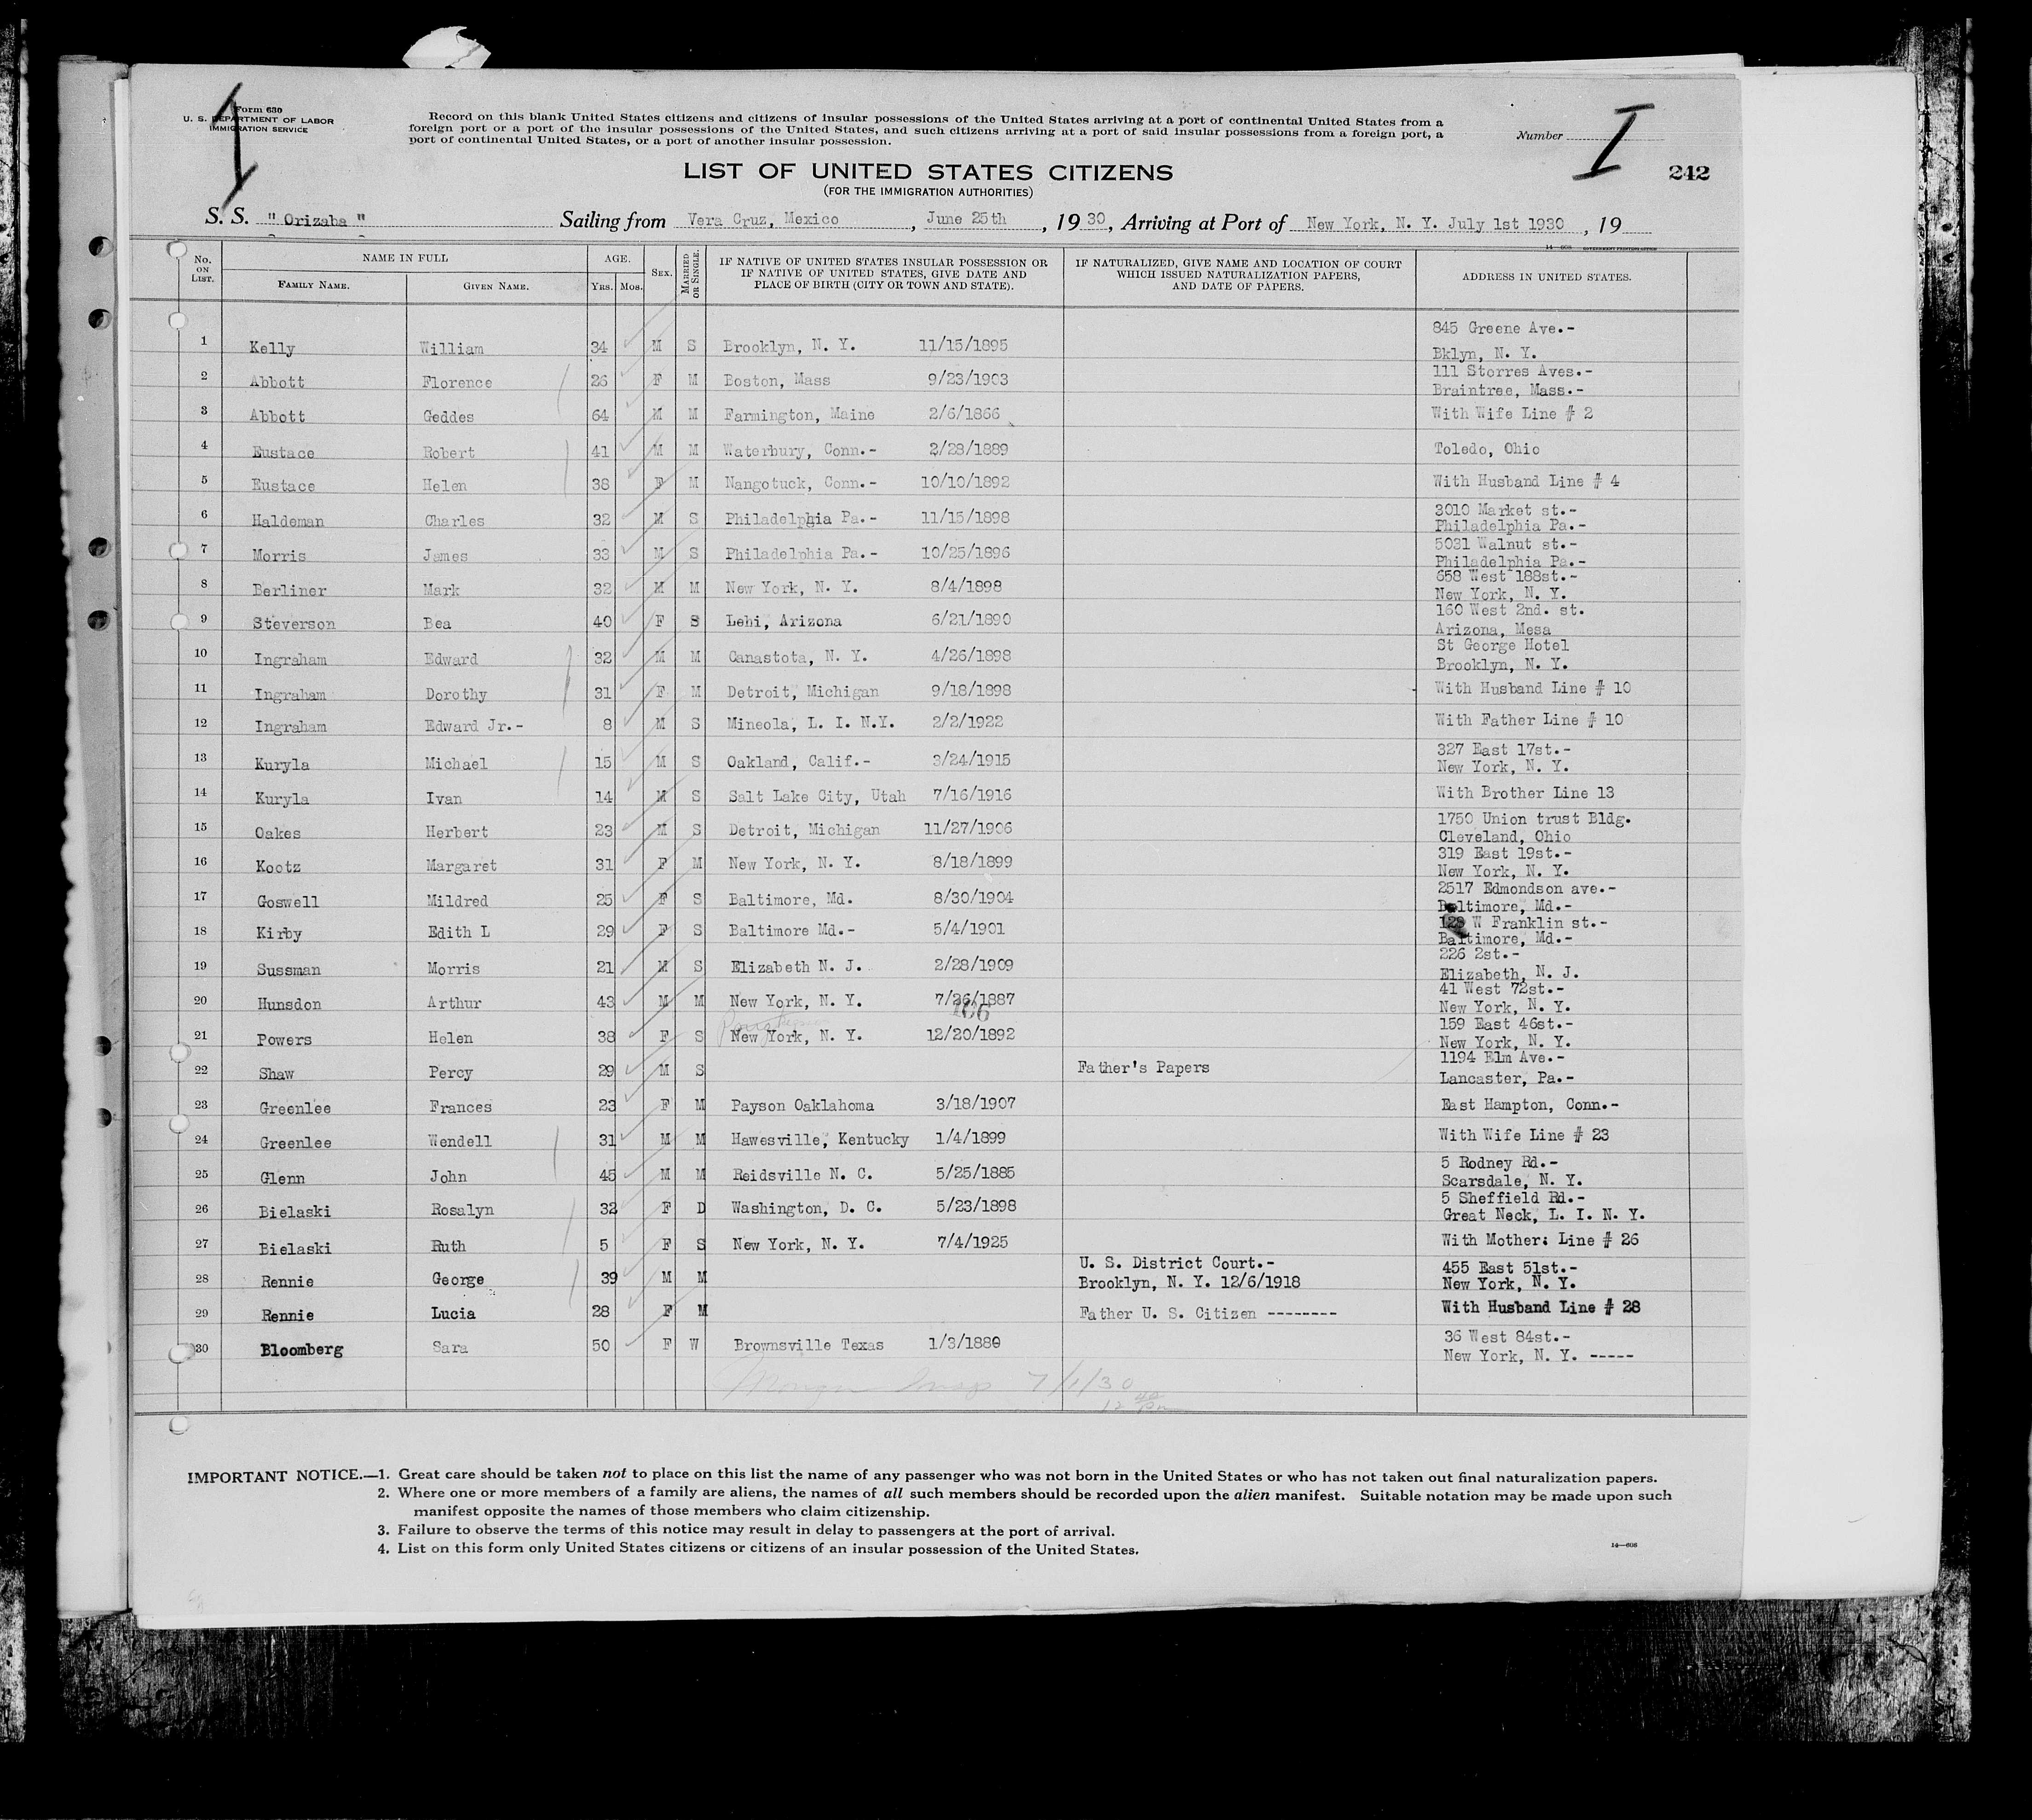 Form 630
U. S. DEPARTMENT OF LABOR
IMMIGRATION SERVICE
Record on this blank United States citizens and citizens of insular possessions of the United States arriving at a port of continental United States from a
foreign port or a port of the insular possessions of the United States, and such citizens arriving at a port of said insular possessions from a foreign port, a
port of continental United States, or a port of another insular possession.
Number I
242
LIST OF UNITED STATES CITIZENS
(FOR THE IMMIGRATION AUTHORITIES)
S. S. "Orizaba" Sailing from Vera Cruz, Mexico, June 25th, 1930, Arriving at Port of New York, N. Y. July 1st 1930, 19
14—608 GOVERNMENT PRINTING OFFICE
No. ON LIST. NAME IN FULL FAMILY NAME. GIVEN NAME. AGE. YRS. MOS. SEX. MARRIED OR SINGLE. IF NATIVE OF UNITED STATES INSULAR POSSESSION OR IF NATIVE OF UNITED STATES, GIVE DATE AND PLACE OF BIRTH (CITY OR TOWN AND STATE). IF NATURALIZED, GIVE NAME AND LOCATION OF COURT WHICH ISSUED NATURALIZATION PAPERS, AND DATE OF PAPERS. ADDRESS IN UNITED STATES.
1 Kelly William 34 M S Brooklyn, N. Y. 11/15/1895 845 Greene Ave.- Bklyn, N. Y.
2 Abbott Florence 26 F M Boston, Mass 9/23/1903 111 Storres Aves.- Braintree, Mass.-
3 Abbott Geddes 64 M M Farmington, Maine 2/6/1866 With Wife Line # 2
4 Eustace Robert 41 M M Waterbury, Conn.- 2/28/1889 Toledo, Ohio
5 Eustace Helen 38 F M Nangotuck, Conn.- 10/10/1892 With Husband Line # 4
6 Haldeman Charles 32 M S Philadelphia Pa.- 11/15/1898 3010 Market st.- Philadelphia Pa.-
7 Morris James 33 M S Philadelphia Pa.- 10/25/1896 5031 Walnut st.- Philadelphia Pa.-
8 Berliner Mark 32 M M New York, N. Y. 8/4/1898 658 West 188st.- New York, N. Y.
9 Steverson Bea 40 F S Lehi, Arizona 6/21/1890 160 West 2nd. st. Arizona, Mesa
10 Ingraham Edward 32 M M Canastota, N. Y. 4/26/1898 St George Hotel Brooklyn, N. Y.
11 Ingraham Dorothy 31 F M Detroit, Michigan 9/18/1898 With Husband Line # 10
12 Ingraham Edward Jr.- 8 M S Mineola, L. I. N.Y. 2/2/1922 With Father Line # 10
13 Kuryla Michael 15 M S Oakland, Calif.- 3/24/1915 327 East 17st.- New York, N. Y.
14 Kuryla Ivan 14 M S Salt Lake City, Utah 7/16/1916 With Brother Line 13
15 Oakes Herbert 23 M S Detroit, Michigan 11/27/1906 1750 Union trust Bldg. Cleveland, Ohio
16 Kootz Margaret 31 F M New York, N. Y. 8/18/1899 319 East 19st.- New York, N. Y.
17 Goswell Mildred 25 F S Baltimore, Md. 8/30/1904 2517 Edmondson ave.- Baltimore, Md.-
18 Kirby Edith L 29 F S Baltimore Md.- 5/4/1901 128 W Franklin st.- Baltimore, Md.-
19 Sussman Morris 21 M S Elizabeth N. J. 2/28/1909 226 2st.- Elizabeth, N. J.
20 Hunsdon Arthur 43 M M New York, N. Y. 7/26/1887 41 West 72st.- New York, N. Y.
106
21 Powers Helen 38 F S New York, N. Y. 12/20/1892 159 East 46st.- New York, N. Y.
22 Shaw Percy 29 M S Father's Papers 1194 Elm Ave.- Lancaster, Pa.-
23 Greenlee Frances 23 F M Payson Oaklahoma 3/18/1907 East Hampton, Conn.-
24 Greenlee Wendell 31 M M Hawesville, Kentucky 1/4/1899 With Wife Line # 23
25 Glenn John 45 M M Reidsville N. C. 5/25/1885 5 Rodney Rd.- Scarsdale, N. Y.
26 Bielaski Rosalyn 32 F D Washington, D. C. 5/23/1898 5 Sheffield Rd.- Great Neck, L. I. N. Y.
27 Bielaski Ruth 5 F S New York, N. Y. 7/4/1925 With Mother: Line # 26
28 Rennie George 39 M M U. S. District Court.- Brooklyn, N. Y. 12/6/1918 455 East 51st.- New York, N. Y.
29 Rennie Lucia 28 F M Father U. S. Citizen -------- With Husband Line # 28
30 Bloomberg Sara 50 F W Brownsville Texas 1/3/1880 36 West 84st.- New York, N. Y. -----
7/1/30
IMPORTANT NOTICE.—1. Great care should be taken not to place on this list the name of any passenger who was not born in the United States or who has not taken out final naturalization papers.
2. Where one or more members of a family are aliens, the names of all such members should be recorded upon the alien manifest. Suitable notation may be made upon such
manifest opposite the names of those members who claim citizenship.
3. Failure to observe the terms of this notice may result in delay to passengers at the port of arrival.
4. List on this form only United States citizens or citizens of an insular possession of the United States.
14—608